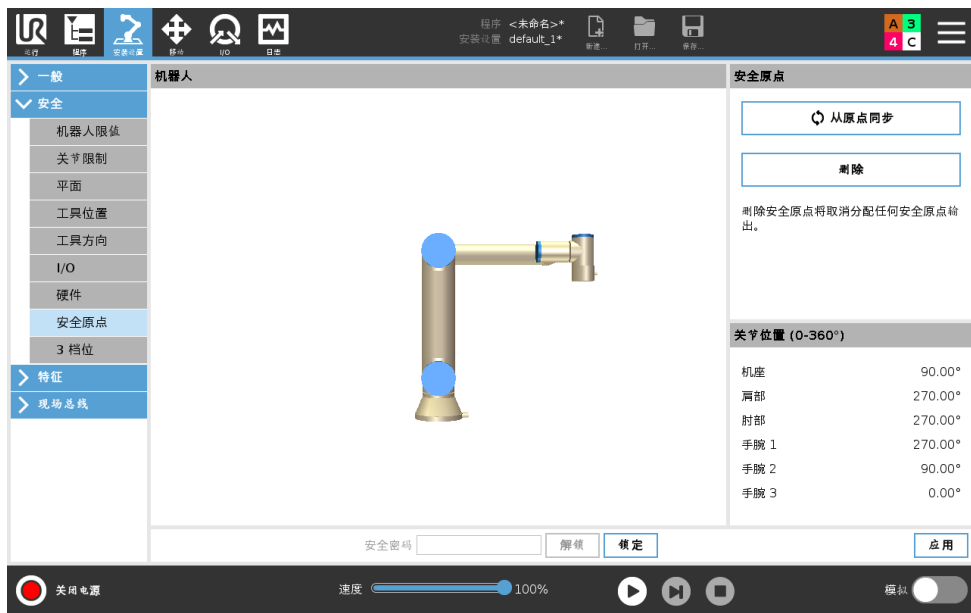 UR
运行
程序
安装设置
移动
I/O
日志
程序 <未命名>*
安装设置 default_1*
新建...
打开...
保存...
A 3
4 C
一般
安全
机器人限值
关节限制
平面
工具位置
工具方向
I/O
硬件
安全原点
3 档位
特征
现场总线
机器人
安全原点
从原点同步
删除
删除安全原点将取消分配任何安全原点输
出。
关节位置 (0-360°)
机座 90.00°
肩部 270.00°
肘部 270.00°
手腕 1 270.00°
手腕 2 90.00°
手腕 3 0.00°
安全密码
解锁
锁定
应用
关闭电源
速度 100%
模拟